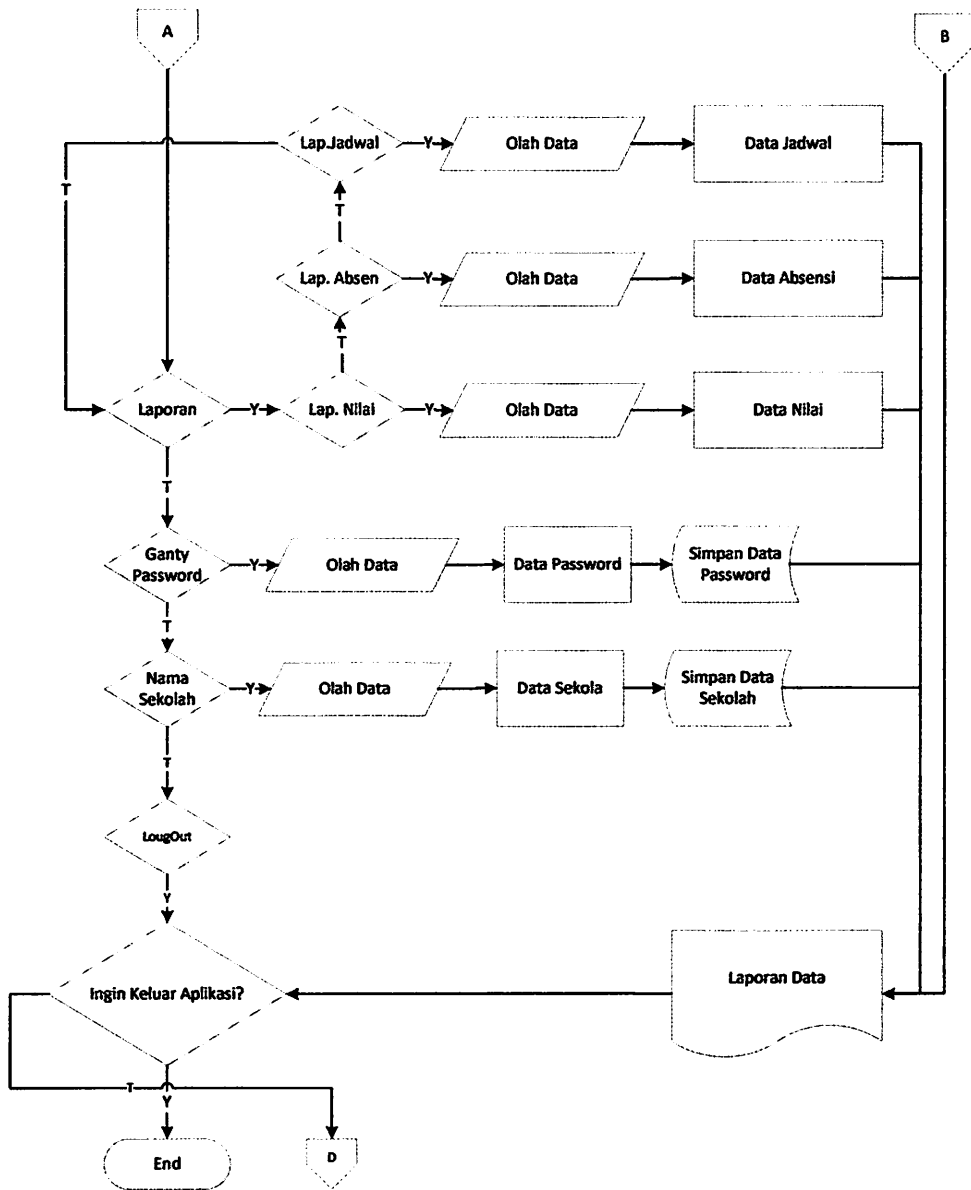 A
B
Lap.Jadwal
Y
Olah Data
Data Jadwal
T
T
Lap. Absen
Y
Olah Data
Data Absensi
T
Laporan
Y
Lap. Nilai
Y
Olah Data
Data Nilai
T
Ganty
Password
Y
Olah Data
Data Password
Simpan Data
Password
T
Nama
Sekolah
Y
Olah Data
Data Sekola
Simpan Data
Sekolah
T
LougOut
Y
Ingin Keluar Aplikasi?
Laporan Data
T
Y
End
D